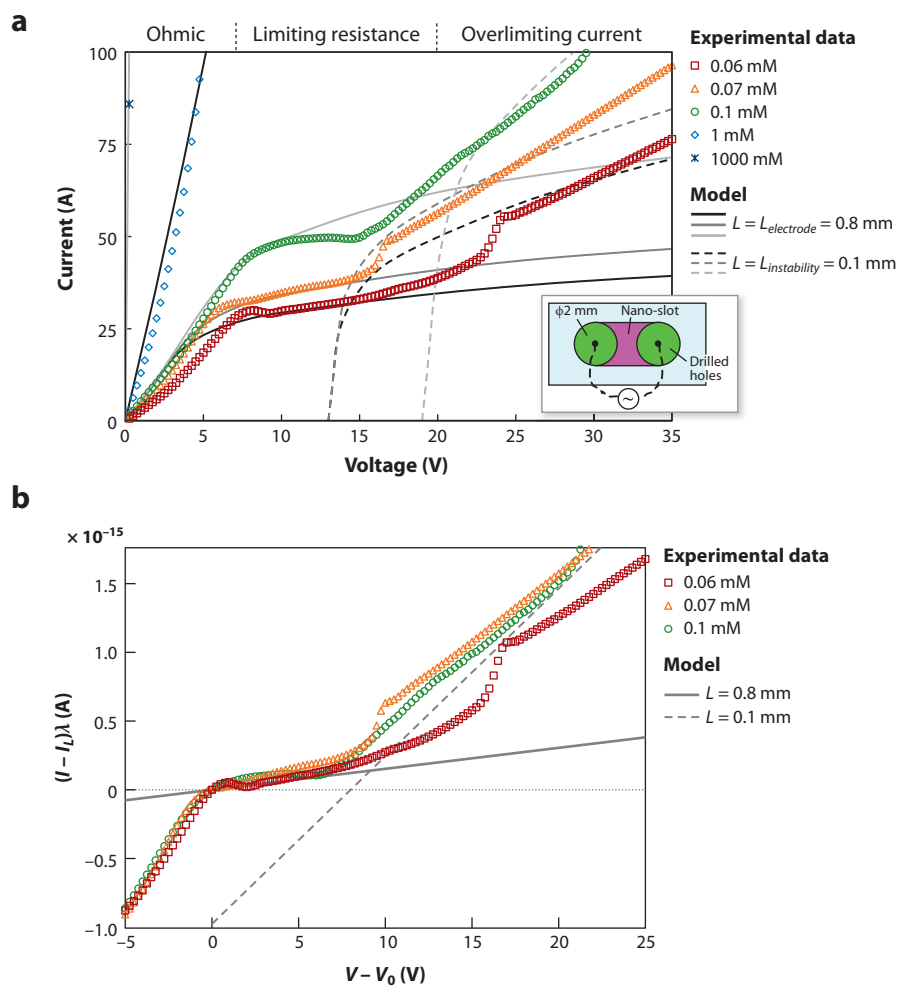 a
Ohmic
Limiting resistance
Overlimiting current
100
75
50
25
0
Current (A)
0
5
10
15
20
25
30
35
Voltage (V)
Experimental data
0.06 mM
0.07 mM
0.1 mM
1 mM
1000 mM
Model
L = L_electrode = 0.8 mm
L = L_instability = 0.1 mm
ϕ2 mm
Nano-slot
Drilled
holes
~
b
× 10⁻¹⁵
1.5
1.0
0.5
0
−0.5
−1.0
(I − I_L)λ (A)
−5
0
5
10
15
20
25
V − V₀ (V)
Experimental data
0.06 mM
0.07 mM
0.1 mM
Model
L = 0.8 mm
L = 0.1 mm